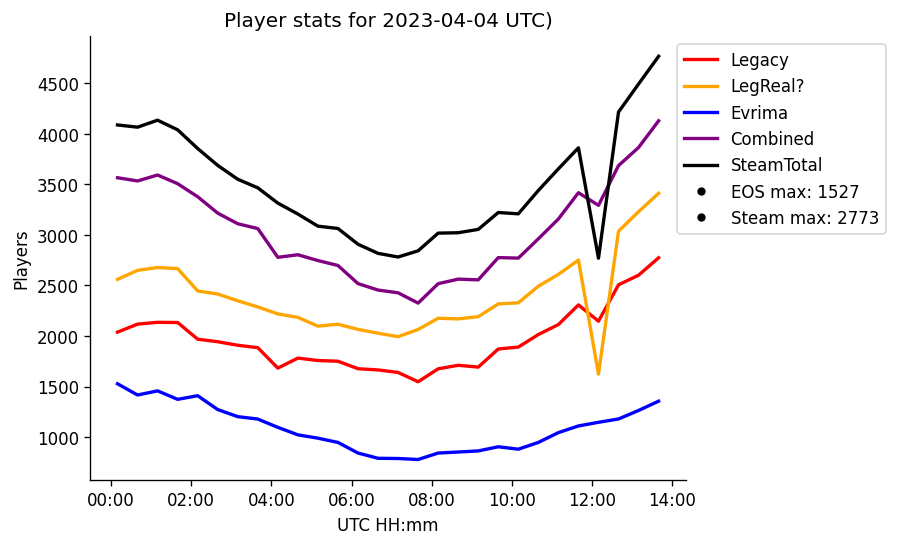 Player stats for 2023-04-04 UTC)
Players
4500
4000
3500
3000
2500
2000
1500
1000
00:00 02:00 04:00 06:00 08:00 10:00 12:00 14:00
UTC HH:mm
Legacy
LegReal?
Evrima
Combined
SteamTotal
EOS max: 1527
Steam max: 2773